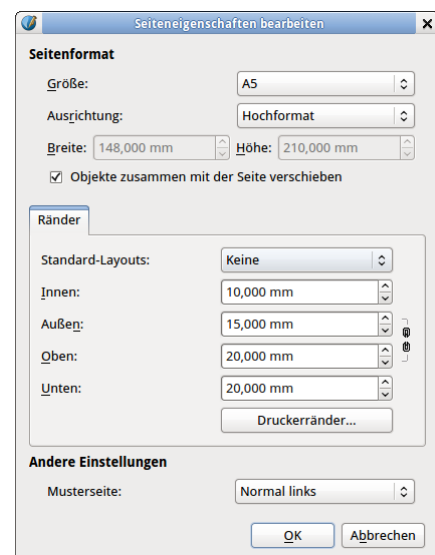 Seiteneigenschaften bearbeiten
Seitenformat
Größe: A5
Ausrichtung: Hochformat
Breite: 148,000 mm Höhe: 210,000 mm
Objekte zusammen mit der Seite verschieben
Ränder
Standard-Layouts: Keine
Innen: 10,000 mm
Außen: 15,000 mm
Oben: 20,000 mm
Unten: 20,000 mm
Druckerränder...
Andere Einstellungen
Musterseite: Normal links
OK Abbrechen